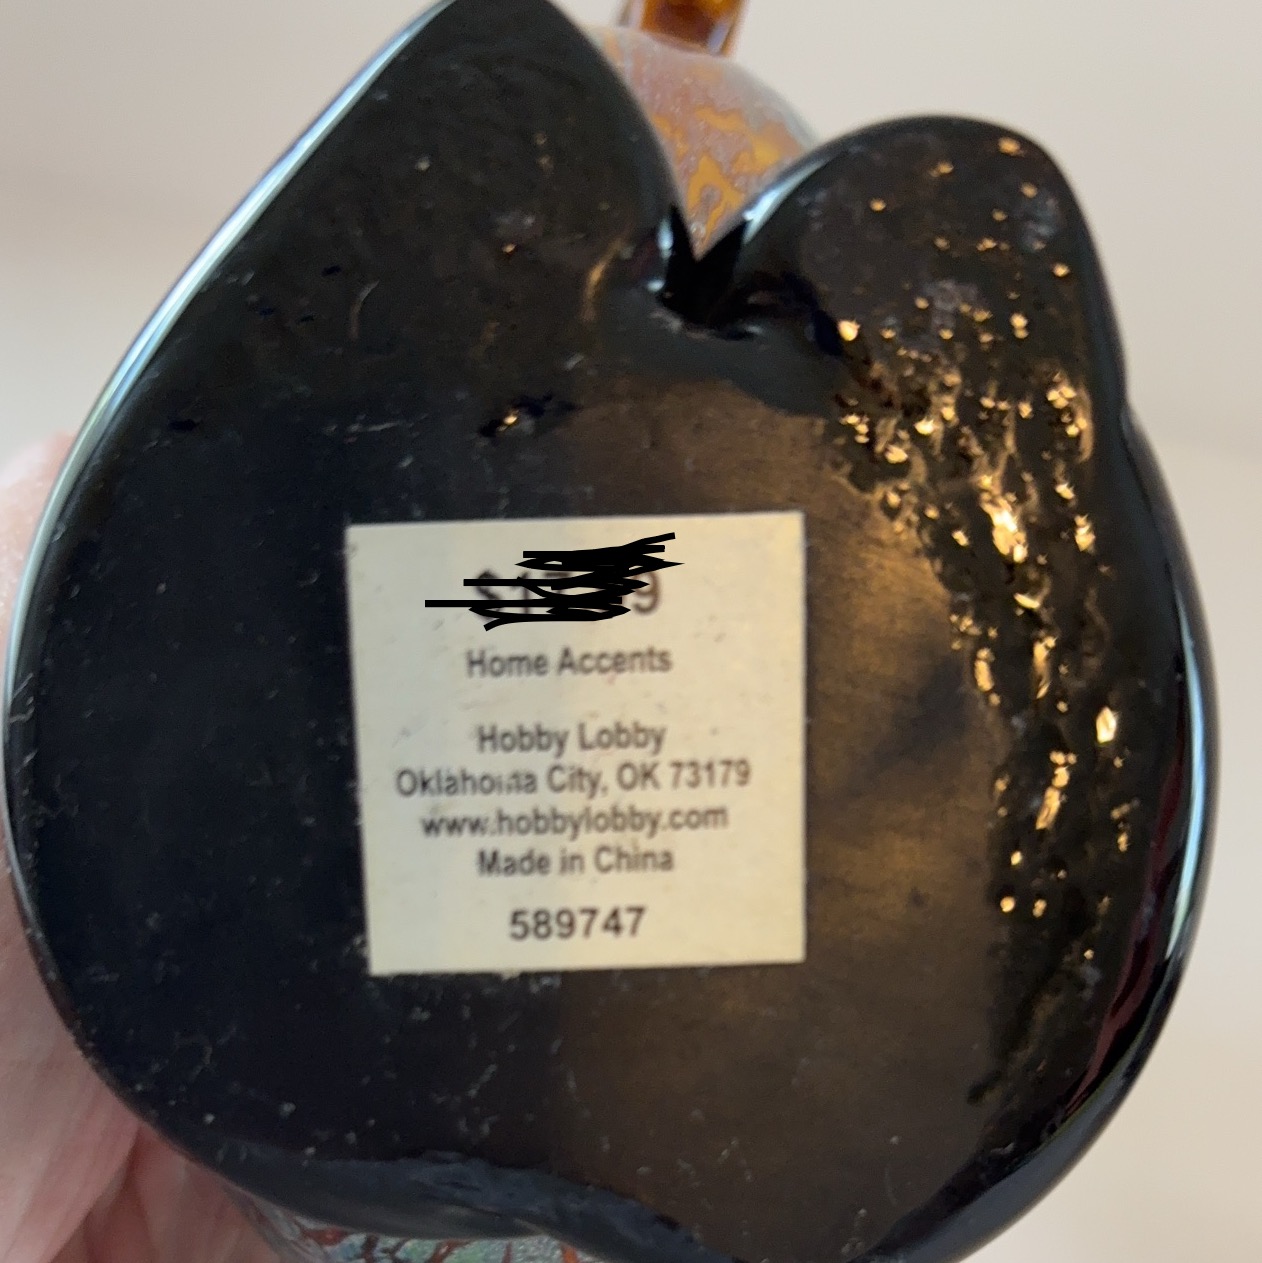 Home Accents
Hobby Lobby
Oklahoma City, OK 73179
www.hobbylobby.com
Made in China
589747